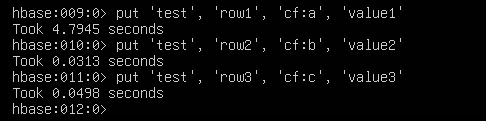 hbase:009:0> put 'test', 'row1', 'cf:a', 'value1'
Took 4.7945 seconds
hbase:010:0> put 'test', 'row2', 'cf:b', 'value2'
Took 0.0313 seconds
hbase:011:0> put 'test', 'row3', 'cf:c', 'value3'
Took 0.0498 seconds
hbase:012:0>